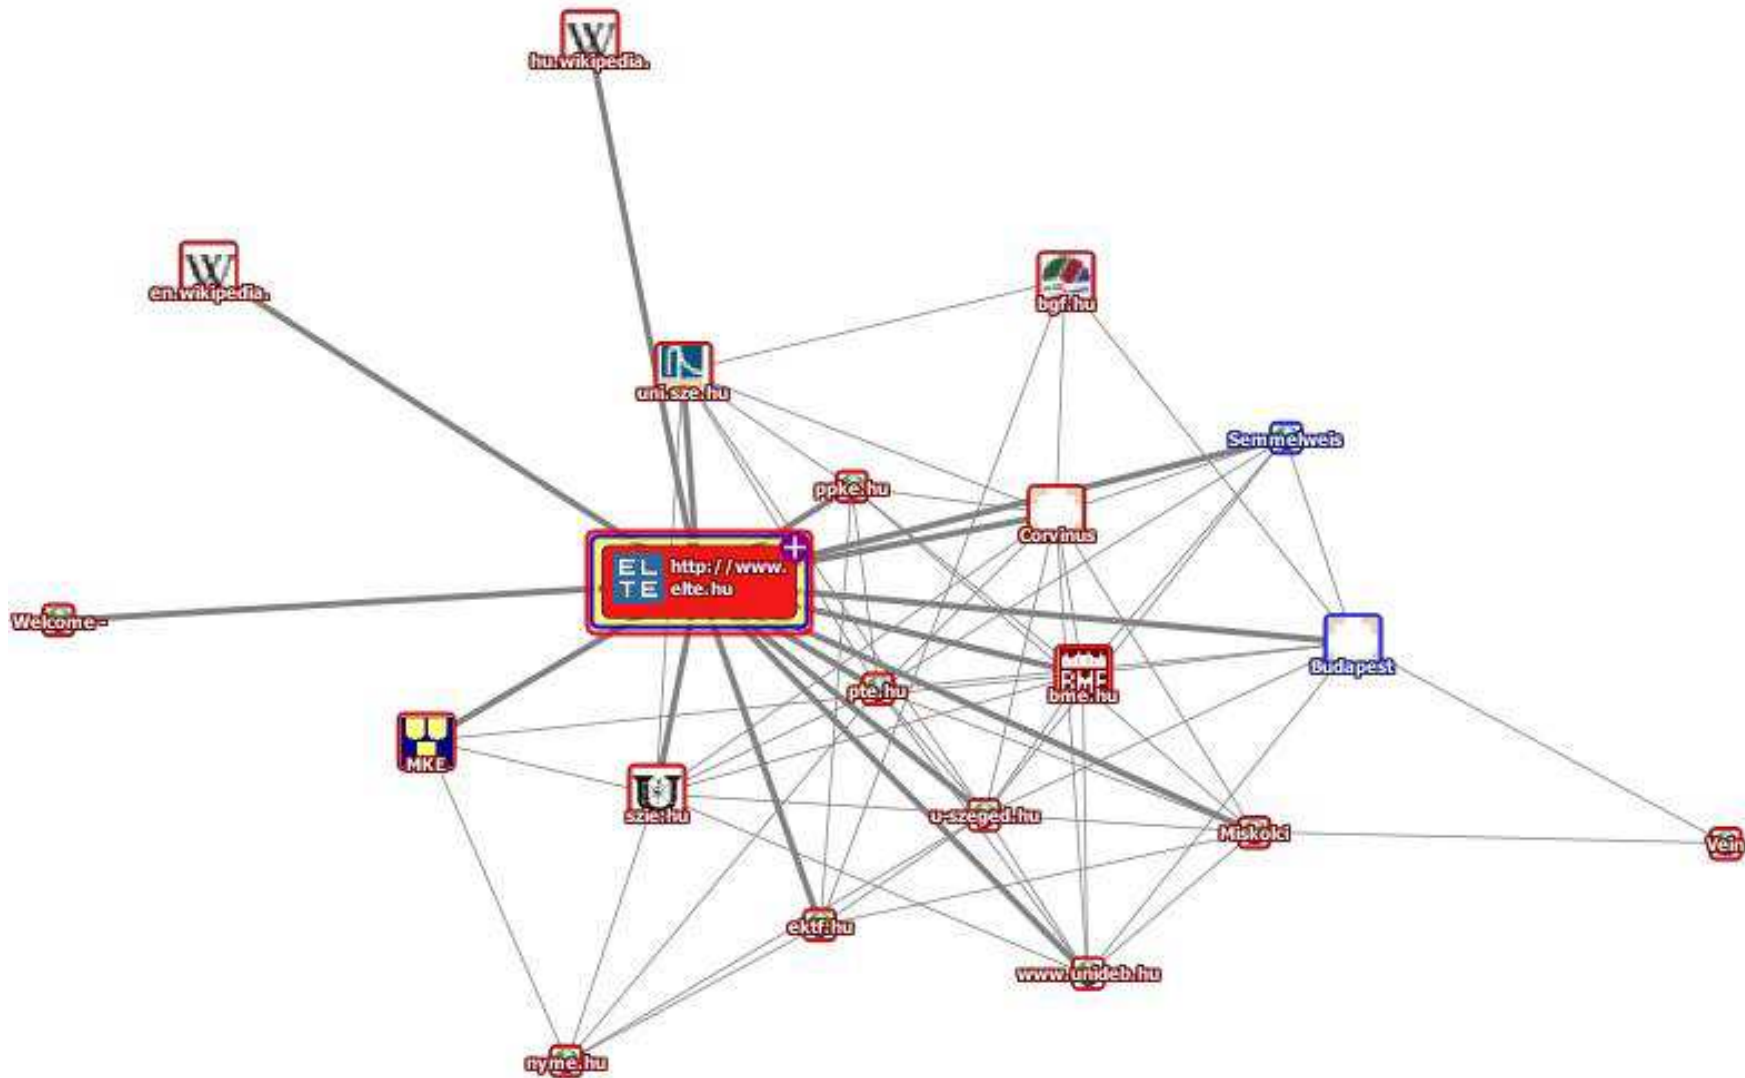 W
hu.wikipedia.
W
en.wikipedia.
bgf.hu
uni.sze.hu
Semmelweis
ppke.hu
Corvinus
EL
TE
http://www.
elte.hu
Welcome -
Budapest
pte.hu
BME
bme.hu
MKE
U
szie.hu
u-szeged.hu
Miskolci
Vein
ektf.hu
www.unideb.hu
nyme.hu